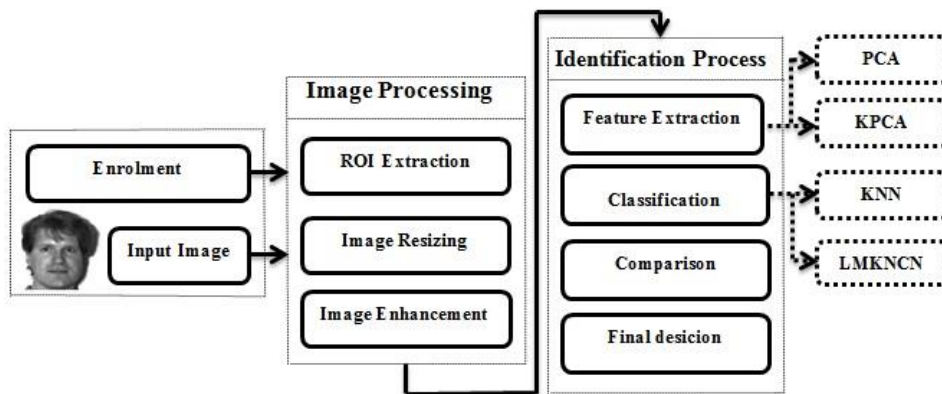 Enrolment
Input Image
Image Processing
ROI Extraction
Image Resizing
Image Enhancement
Identification Process
Feature Extraction
Classification
Comparison
Final desicion
PCA
KPCA
KNN
LMKNCN